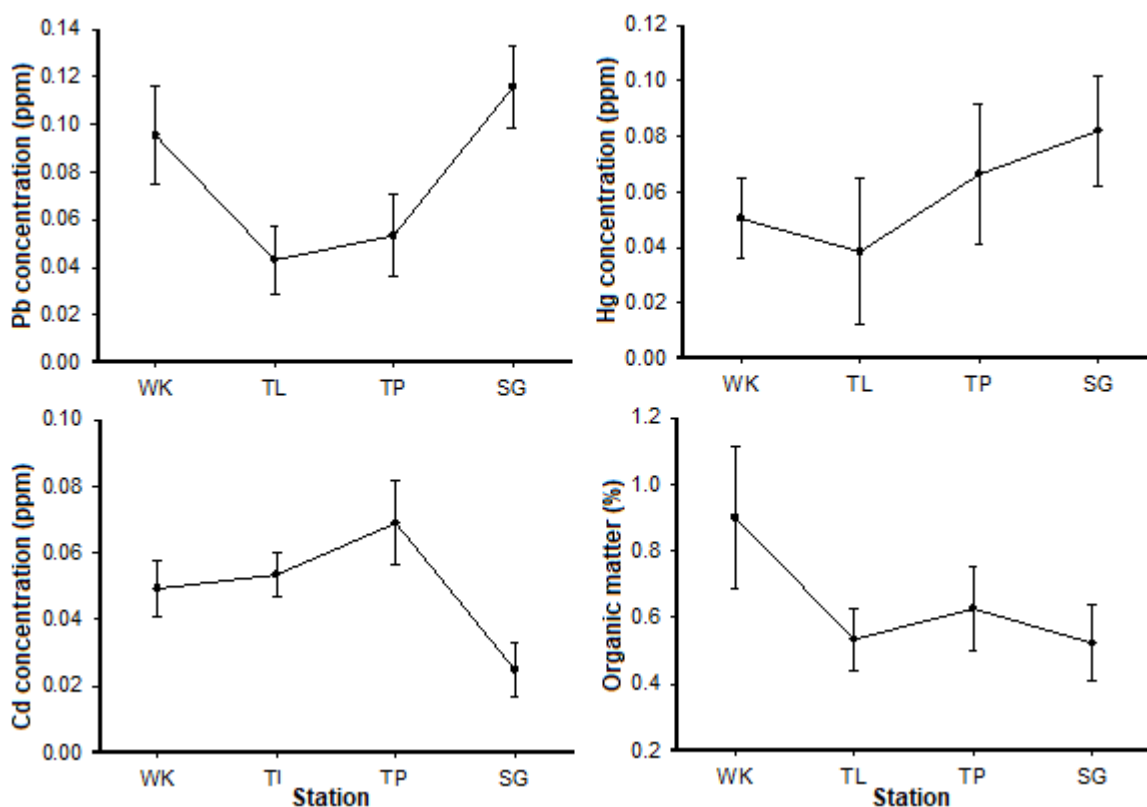 Pb concentration (ppm)
0.14
0.12
0.10
0.08
0.06
0.04
0.02
0.00
WK TL TP SG
Hg concentration (ppm)
0.12
0.10
0.08
0.06
0.04
0.02
0.00
WK TL TP SG
Cd concentration (ppm)
0.10
0.08
0.06
0.04
0.02
0.00
WK TI TP SG
Station
Organic matter (%)
1.2
1.0
0.8
0.6
0.4
0.2
WK TL TP SG
Station